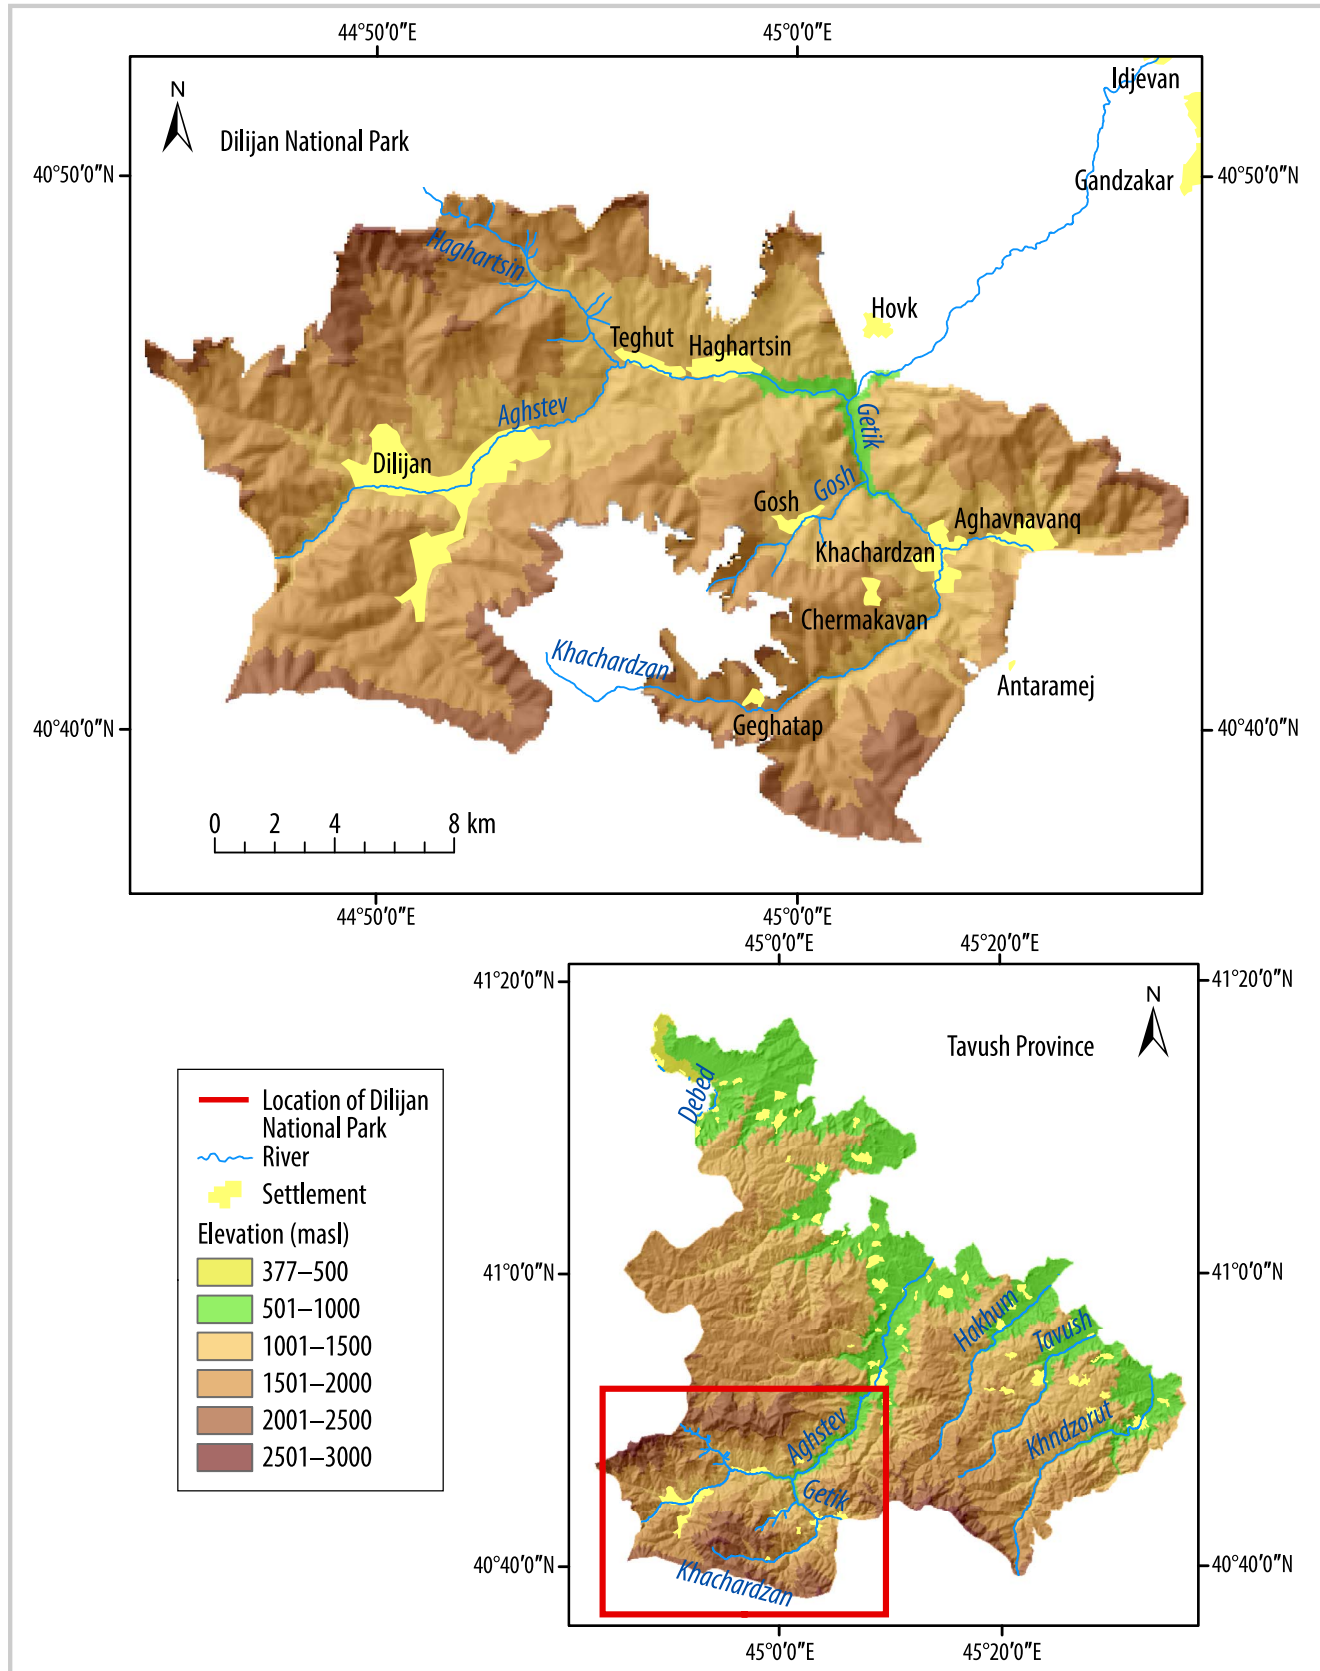 44°50′0″E
45°0′0″E
N
Dilijan National Park
Idjevan
40°50′0″N
Gandzakar
40°50′0″N
Haghartsin
Hovk
Teghut
Haghartsin
Aghstev
Getik
Dilijan
Gosh
Gosh
Aghavnavanq
Khachardzan
Chermakavan
Khachardzan
Antaramej
Geghatap
40°40′0″N
40°40′0″N
0 2 4 8 km
44°50′0″E
45°0′0″E
45°0′0″E
45°20′0″E
41°20′0″N
41°20′0″N
N
Tavush Province
Debed
Location of Dilijan
National Park
River
Settlement
Elevation (masl)
377–500
501–1000
1001–1500
1501–2000
2001–2500
2501–3000
41°0′0″N
41°0′0″N
Hakhum
Tavush
Khndzorut
Aghstev
Getik
Khachardzan
40°40′0″N
40°40′0″N
45°0′0″E
45°20′0″E